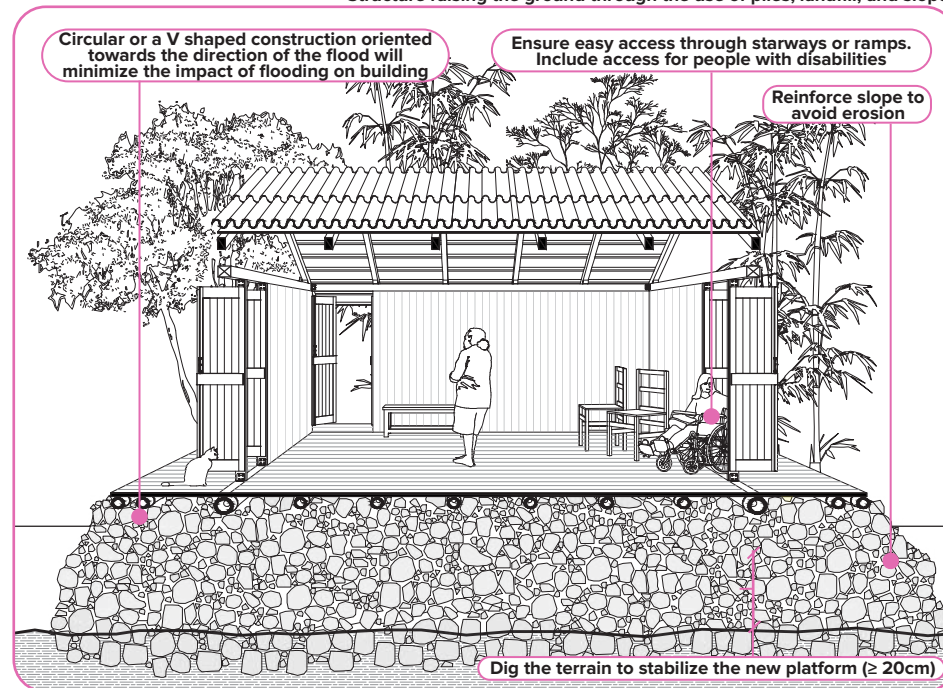 Structure raising the ground through the use of piles, landfill, and slope
Circular or a V shaped construction oriented
towards the direction of the flood will
minimize the impact of flooding on building
Ensure easy access through starways or ramps.
Include access for people with disabilities
Reinforce slope to
avoid erosion
Dig the terrain to stabilize the new platform (≥ 20cm)